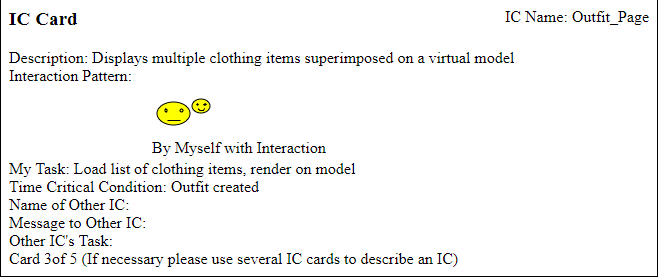 IC Card
IC Name: Outfit_Page
Description: Displays multiple clothing items superimposed on a virtual model
Interaction Pattern:
By Myself with Interaction
My Task: Load list of clothing items, render on model
Time Critical Condition: Outfit created
Name of Other IC:
Message to Other IC:
Other IC's Task:
Card 3of 5 (If necessary please use several IC cards to describe an IC)